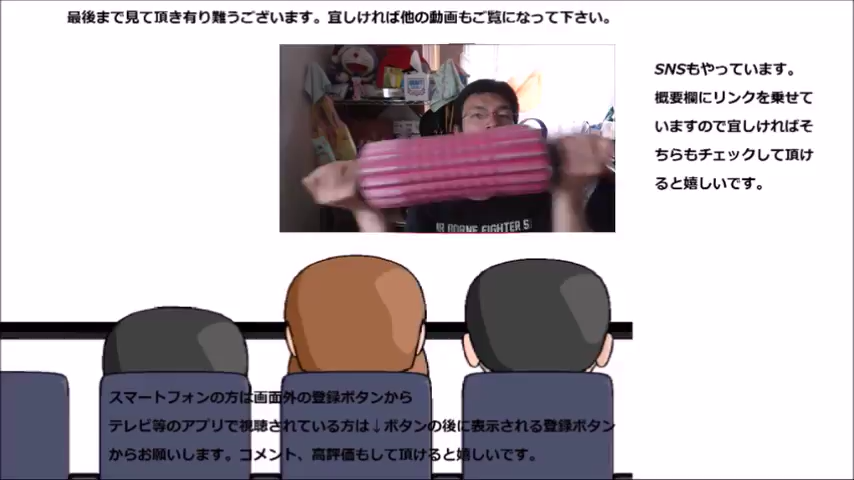 最後まで見て頂き有り難うございます。宜しければ他の動画もご覧になって下さい。
SNSもやっています。
概要欄にリンクを乗せて
いますので宜しければそ
ちらもチェックして頂け
ると嬉しいです。
BORNE FIGHTER S
スマートフォンの方は画面外の登録ボタンから
テレビ等のアプリで視聴されている方は↓ボタンの後に表示される登録ボタン
からお願いします。コメント、高評価もして頂けると嬉しいです。